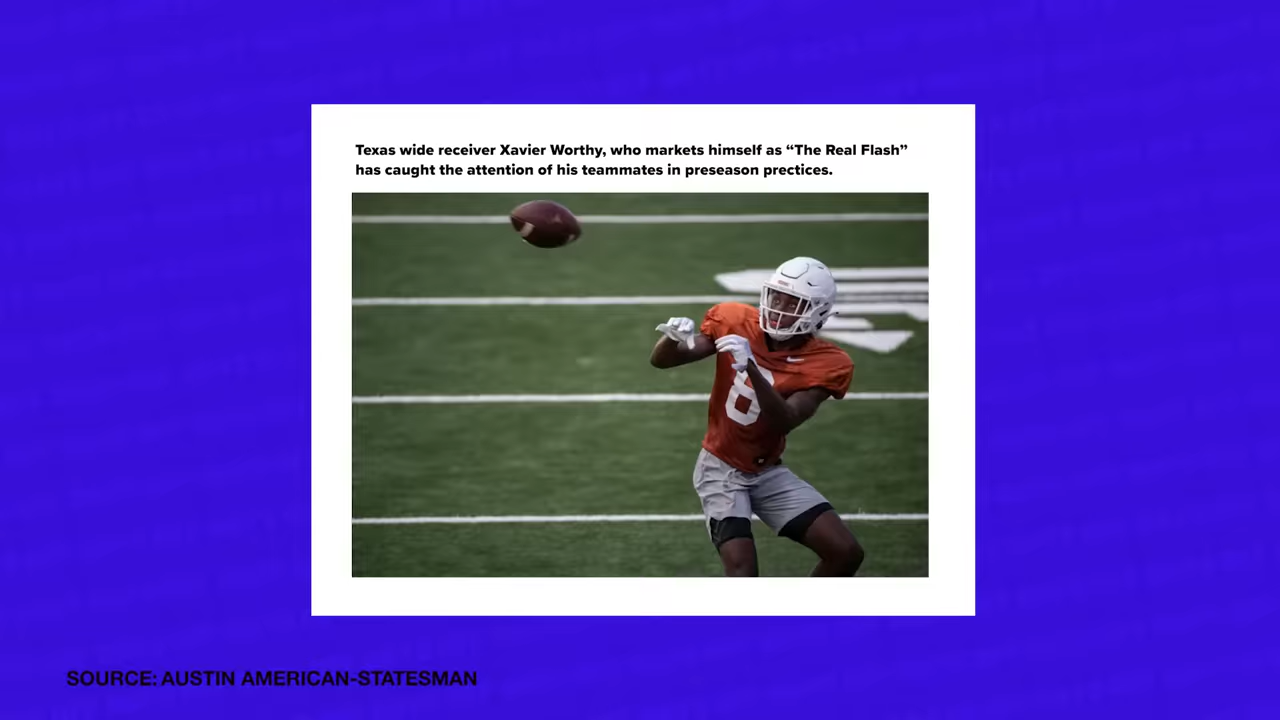 Texas wide receiver Xavier Worthy, who markets himself as “The Real Flash”
has caught the attention of his teammates in preseason prectices.
8
SOURCE: AUSTIN AMERICAN-STATESMAN